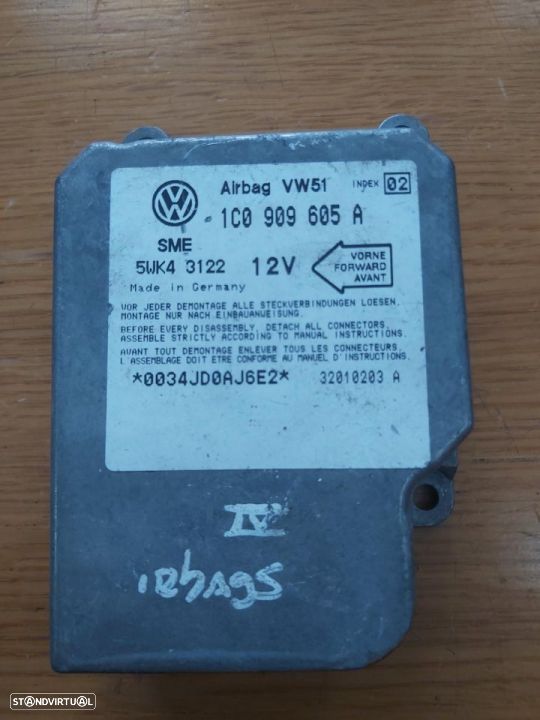 Airbag VW51 INDEX 02
1C0 909 605 A
SME
5WK4 3122 12V
VORNE
FORWARD
AVANT
Made in Germany
VOR JEDER DEMONTAGE ALLE STECKVERBINDUNGEN LOESEN.
MONTAGE NUR NACH EINBAUANWEISUNG.
BEFORE EVERY DISASSEMBLY, DETACH ALL CONNECTORS,
ASSEMBLE STRICTLY ACCORDING TO MANUAL INSTRUCTIONS.
AVANT TOUT DEMONTAGE ENLEVER TOUS LES CONNECTEURS.
L'ASSEMBLAGE DOIT ETRE CONFORME AU MANUEL D'INSTRUCTIONS.
*0034JD0AJ6E2* 32010203 A
IV
STANDVIRTUAL